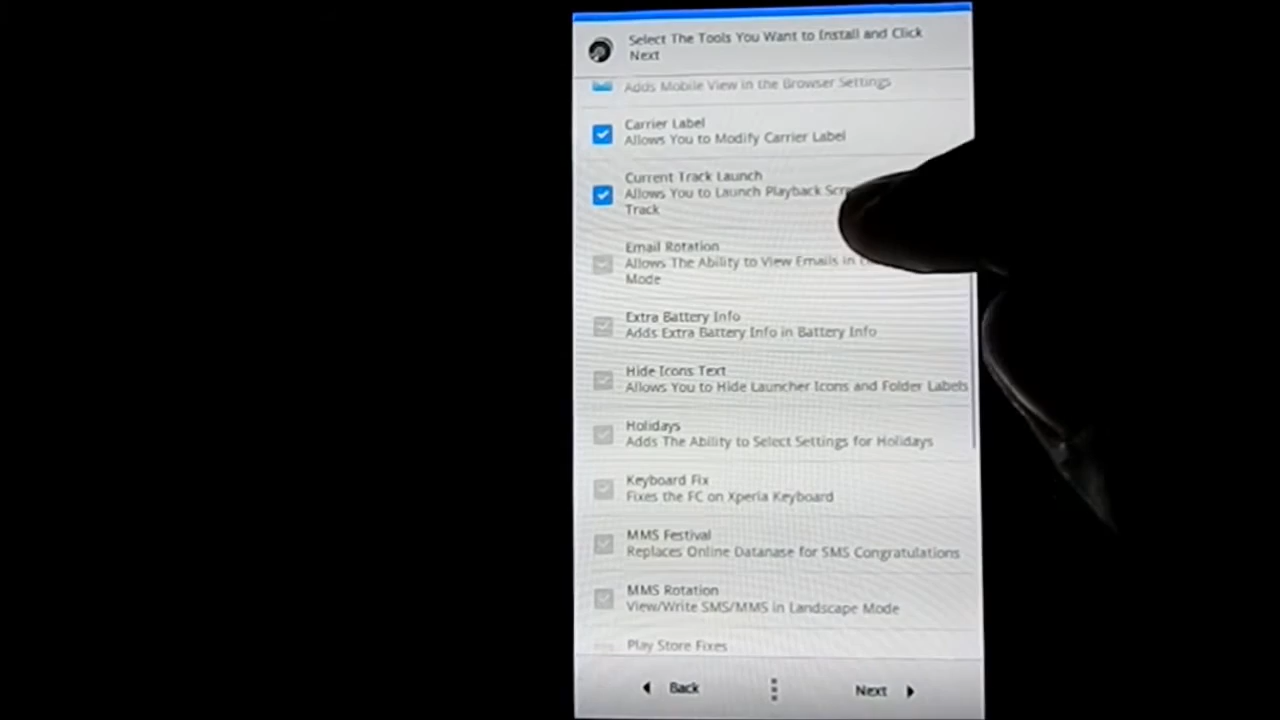 Select The Tools You Want to Install and Click
Next
Adds Mobile View in the Browser Settings
Carrier Label
Allows You to Modify Carrier Label
Current Track Launch
Allows You to Launch Playback
Track
Email Rotation
Allows The Ability to View Emails in
Mode
Extra Battery Info
Adds Extra Battery Info in Battery Info
Hide Icons Text
Allows You to Hide Launcher Icons and Folder Labels
Holidays
Adds The Ability to Select Settings for Holidays
Keyboard Fix
Fixes the FC on Xperia Keyboard
MMS Festival
Replaces Online Datanase for SMS Congratulations
MMS Rotation
View/Write SMS/MMS in Landscape Mode
Play Store Fixes
Back
Next